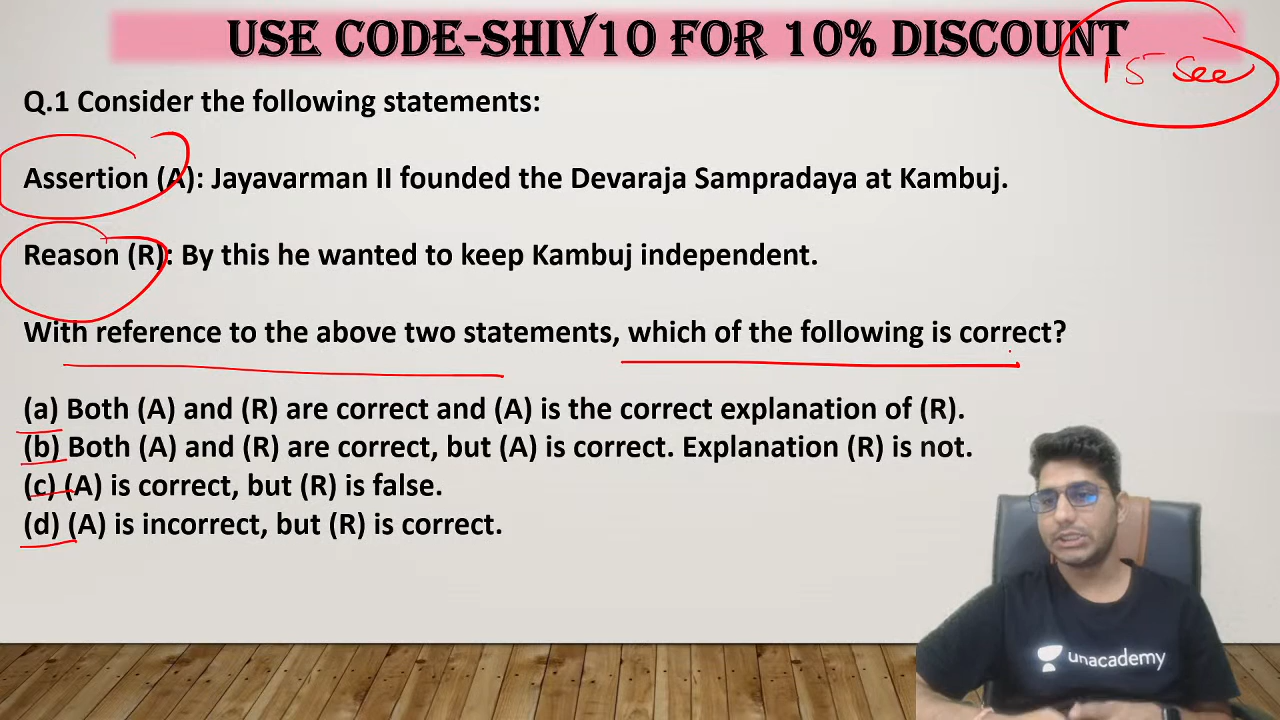 USE CODE-SHIV10 FOR 10% DISCOUNT
15 See
Q.1 Consider the following statements:
Assertion (A): Jayavarman II founded the Devaraja Sampradaya at Kambuj.
Reason (R): By this he wanted to keep Kambuj independent.
With reference to the above two statements, which of the following is correct?
(a) Both (A) and (R) are correct and (A) is the correct explanation of (R).
(b) Both (A) and (R) are correct, but (A) is correct. Explanation (R) is not.
(c) (A) is correct, but (R) is false.
(d) (A) is incorrect, but (R) is correct.
unacademy